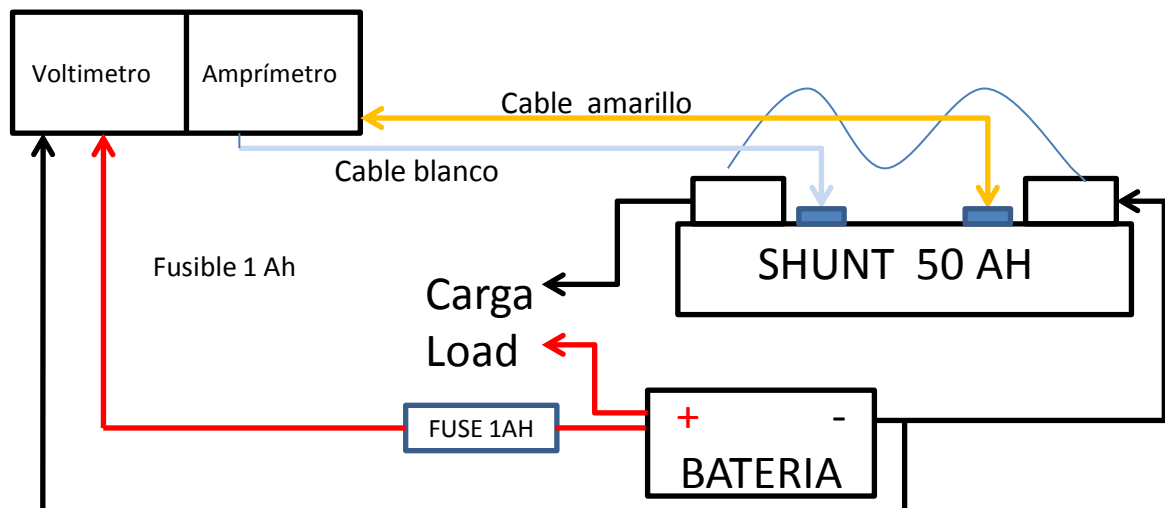 Voltimetro
Amprímetro
Cable amarillo
Cable blanco
Fusible 1 Ah
SHUNT 50 AH
Carga
Load
FUSE 1AH
+ -
BATERIA